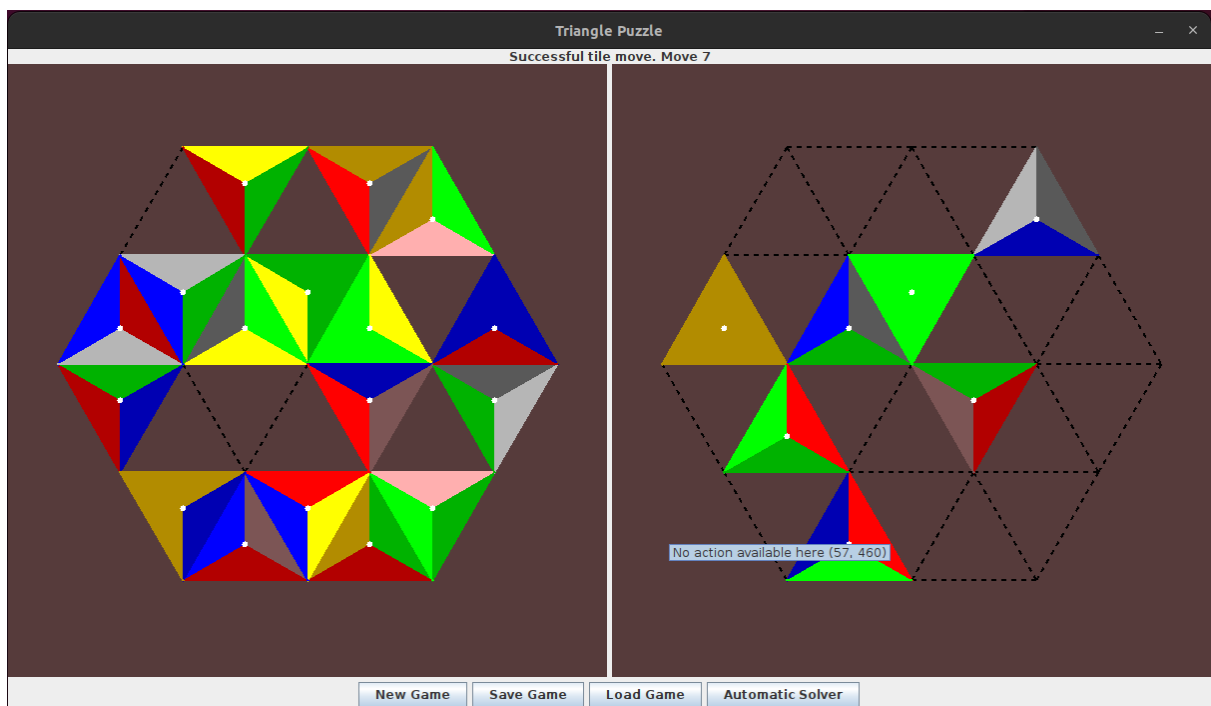 Triangle Puzzle
Successful tile move. Move 7
No action available here (57, 460)
New Game Save Game Load Game Automatic Solver